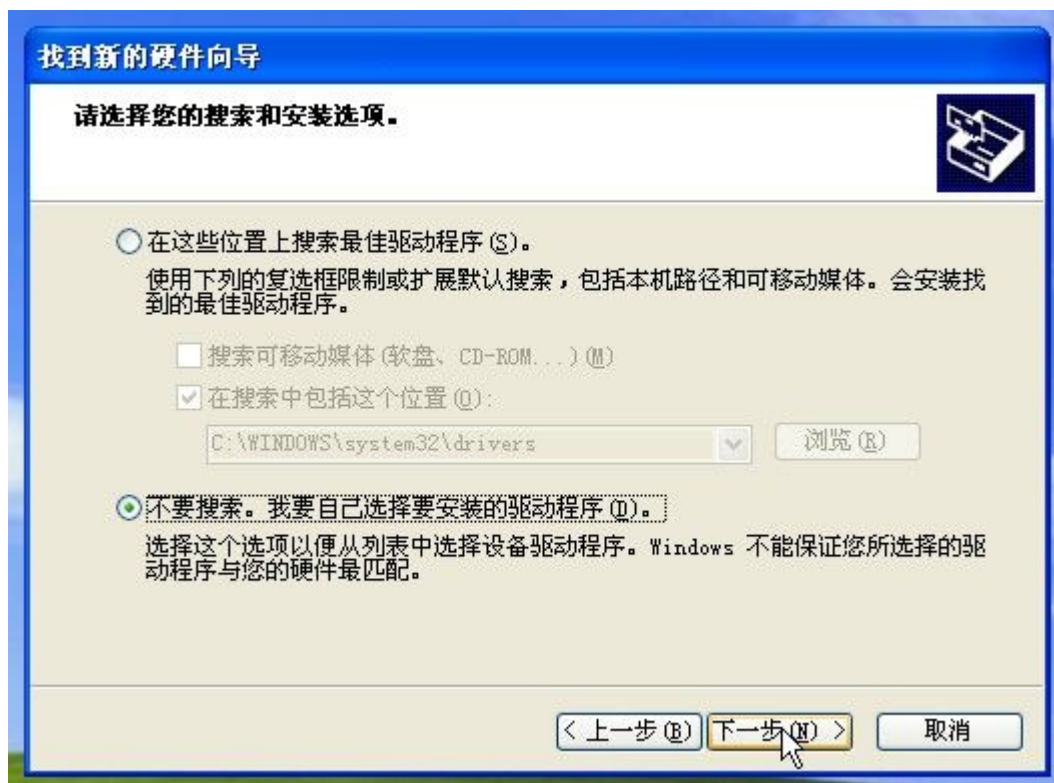 找到新的硬件向导
请选择您的搜索和安装选项。
在这些位置上搜索最佳驱动程序(S)。
使用下列的复选框限制或扩展默认搜索，包括本机路径和可移动媒体。会安装找
到的最佳驱动程序。
搜索可移动媒体(软盘、CD-ROM...)(M)
在搜索中包括这个位置(O):
C:\WINDOWS\system32\drivers
浏览(R)
不要搜索。我要自己选择要安装的驱动程序(D)。
选择这个选项以便从列表中选择设备驱动程序。Windows 不能保证您所选择的驱
动程序与您的硬件最匹配。
< 上一步(B) 下一步(N) > 取消